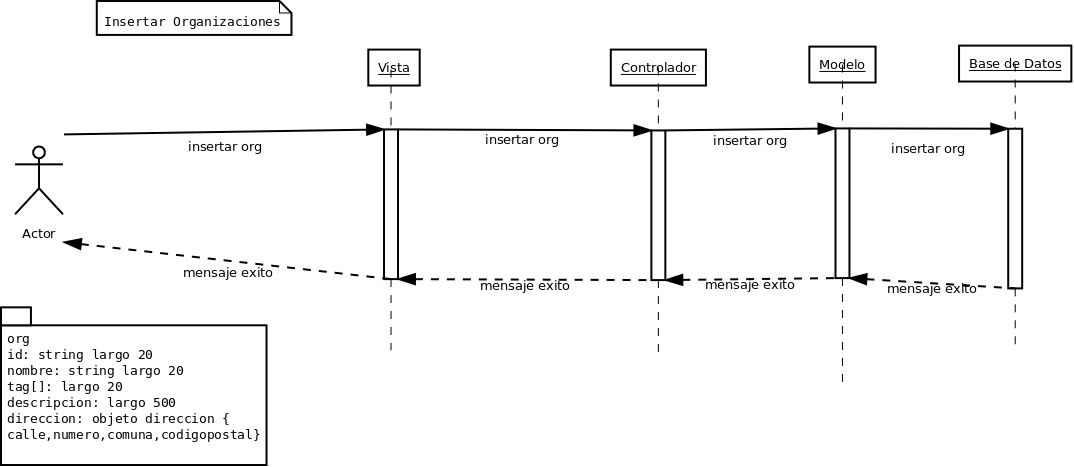 Insertar Organizaciones
Vista
Controlador
Modelo
Base de Datos
insertar org
insertar org
insertar org
insertar org
Actor
mensaje exito
mensaje exito
mensaje exito
mensaje exito
org
id: string largo 20
nombre: string largo 20
tag[]: largo 20
descripcion: largo 500
direccion: objeto direccion {
calle,numero,comuna,codigopostal}